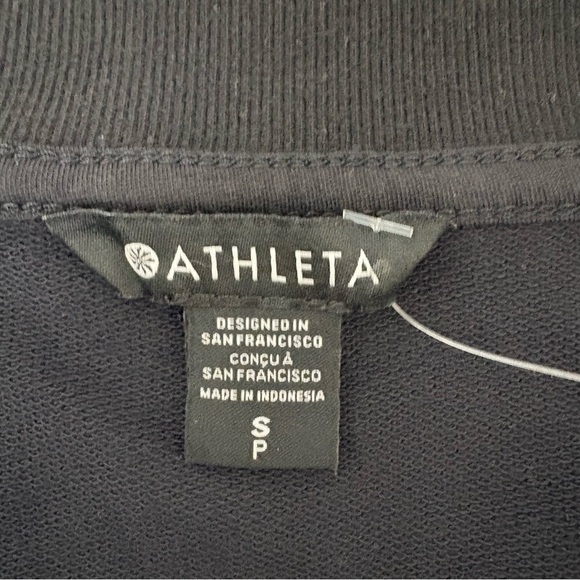 ATHLETA
DESIGNED IN
SAN FRANCISCO
CONÇU À
SAN FRANCISCO
MADE IN INDONESIA
S
P